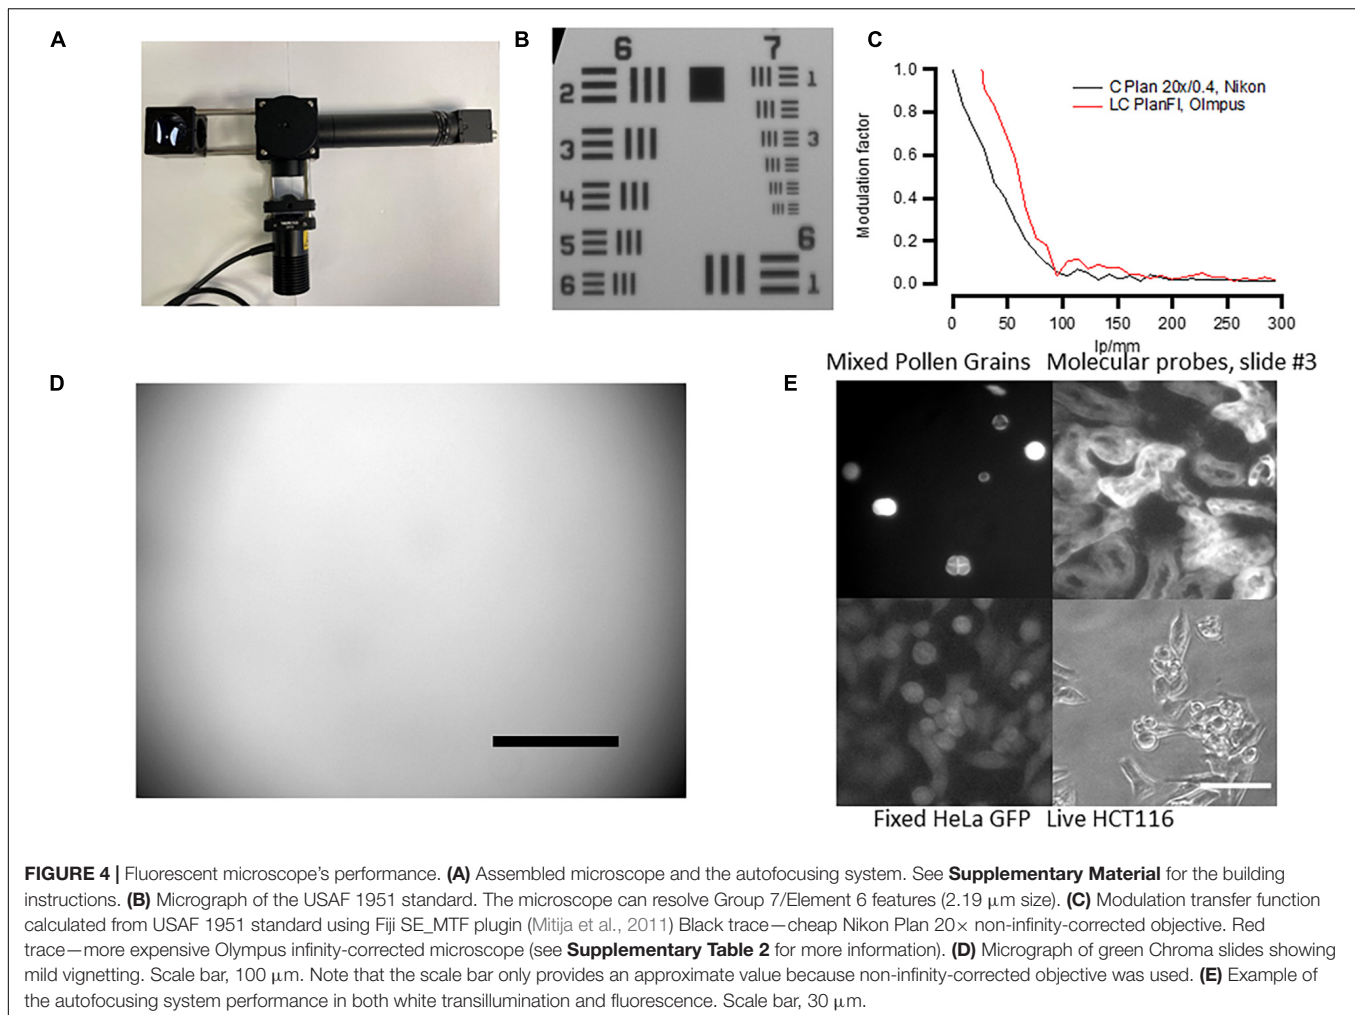 A
B
6
7
2
1
3
3
4
5
6
6
1
C
1.0
0.8
0.6
0.4
0.2
0.0
Modulation factor
C Plan 20x/0.4, Nikon
LC PlanFl, Olmpus
0 50 100 150 200 250 300
lp/mm
D
E
Mixed Pollen Grains Molecular probes, slide #3
Fixed HeLa GFP Live HCT116
FIGURE 4 | Fluorescent microscope's performance. (A) Assembled microscope and the autofocusing system. See Supplementary Material for the building
instructions. (B) Micrograph of the USAF 1951 standard. The microscope can resolve Group 7/Element 6 features (2.19 μm size). (C) Modulation transfer function
calculated from USAF 1951 standard using Fiji SE_MTF plugin (Mitija et al., 2011) Black trace—cheap Nikon Plan 20× non-infinity-corrected objective. Red
trace—more expensive Olympus infinity-corrected microscope (see Supplementary Table 2 for more information). (D) Micrograph of green Chroma slides showing
mild vignetting. Scale bar, 100 μm. Note that the scale bar only provides an approximate value because non-infinity-corrected objective was used. (E) Example of
the autofocusing system performance in both white transillumination and fluorescence. Scale bar, 30 μm.